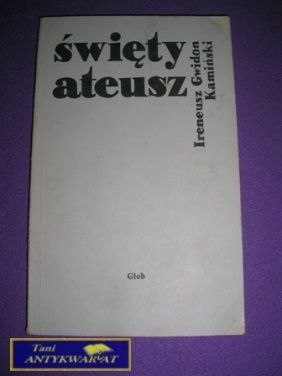 święty
ateusz
Ireneusz Gwidon
Kamiński
Glob
Tani
ANTYKWARIAT